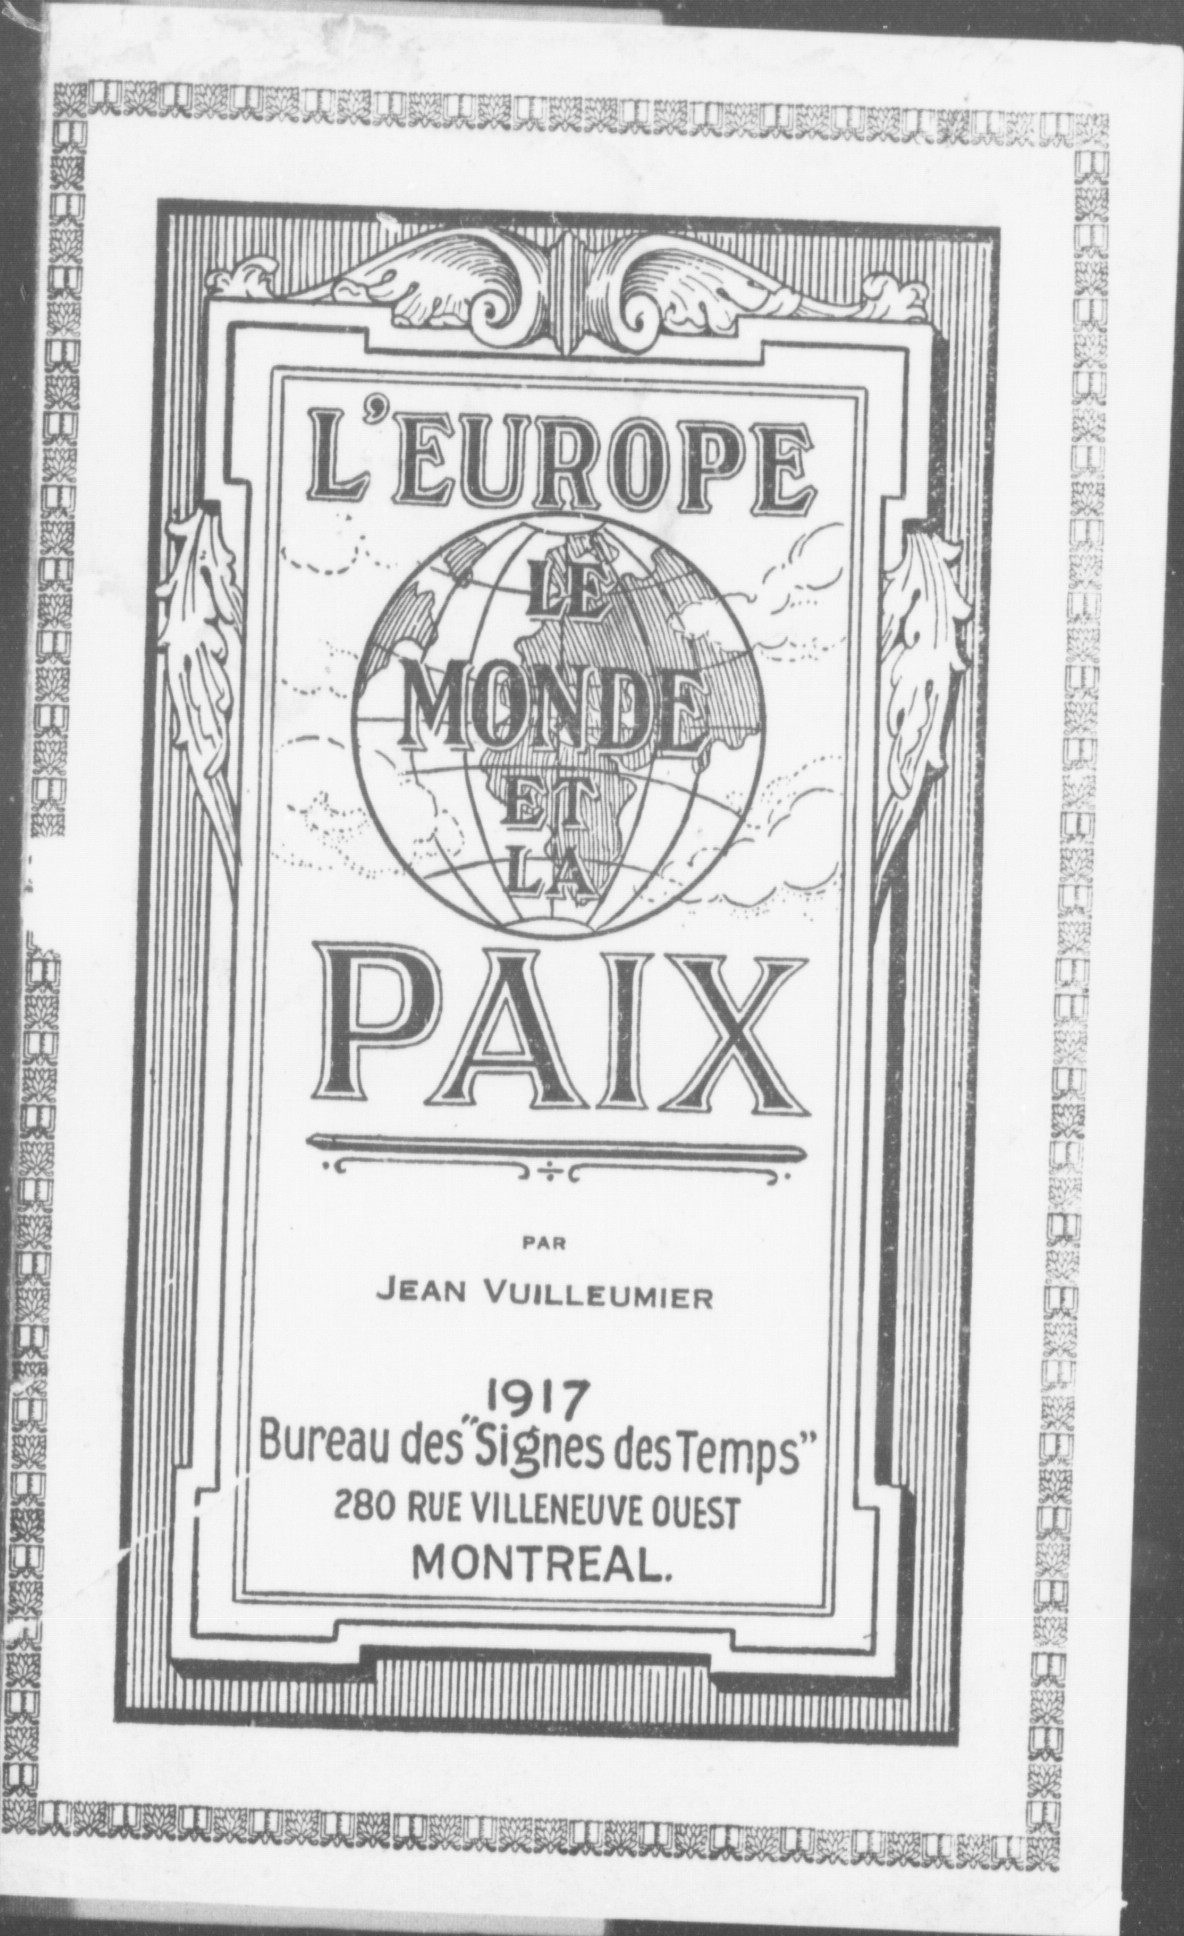 L'EUROPE
LE
MONDE
ET
LA
PAIX
PAR
JEAN VUILLEUMIER
1917
Bureau des "Signes des Temps"
280 RUE VILLENEUVE OUEST
MONTREAL.